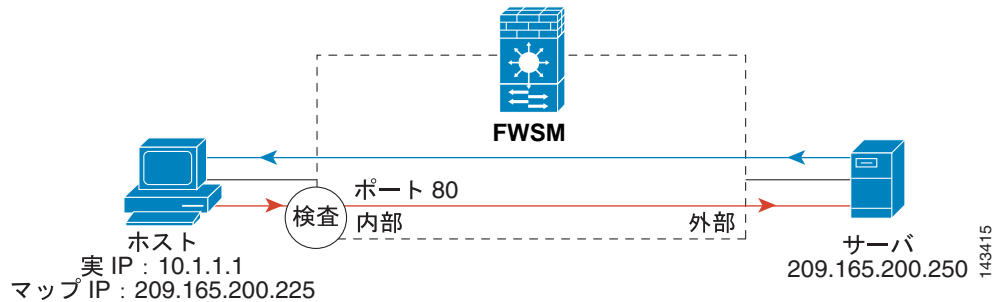 FWSM
ポート 80
検査
内部
外部
ホスト
実 IP：10.1.1.1
マップ IP：209.165.200.225
サーバ
209.165.200.250
143415